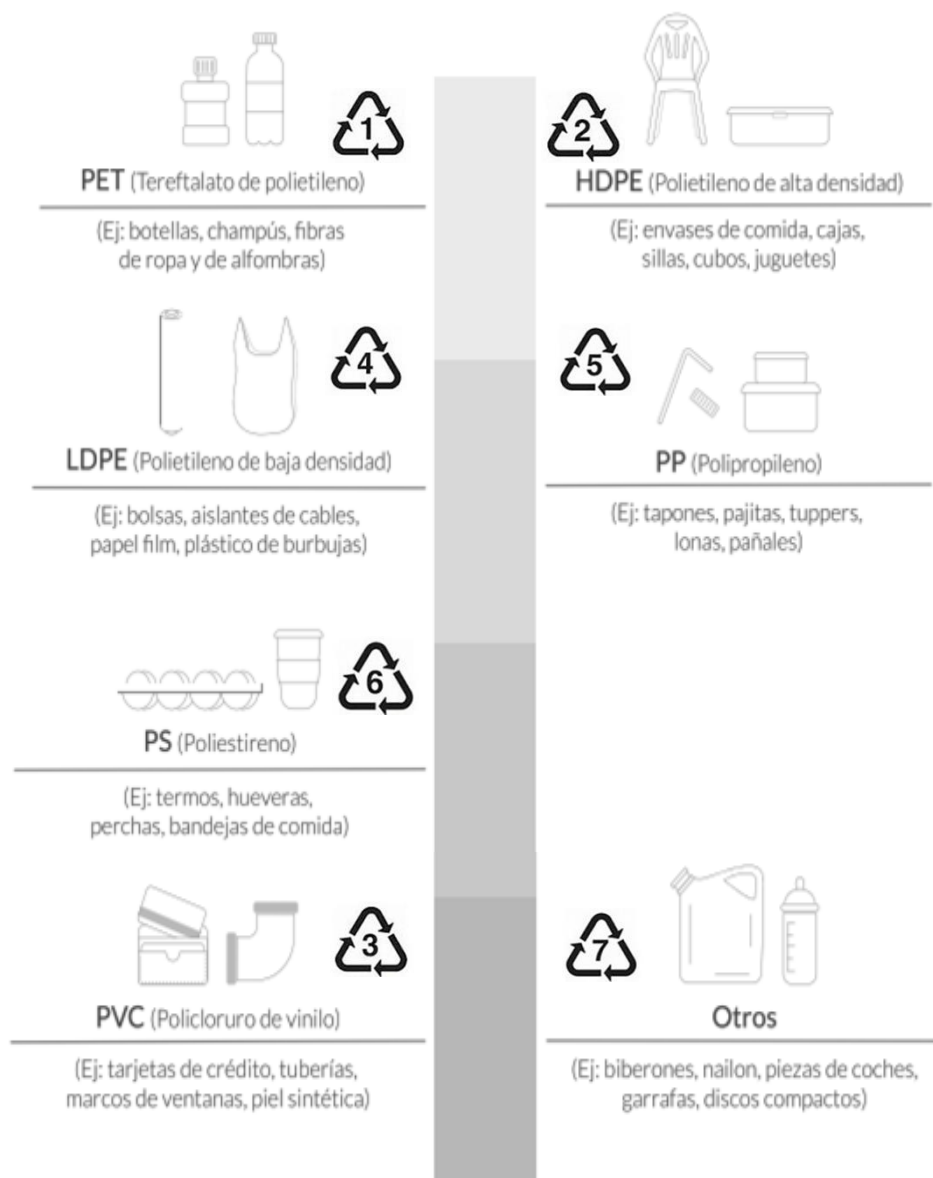 1
PET (Tereftalato de polietileno)
(Ej: botellas, champús, fibras
de ropa y de alfombras)
2
HDPE (Polietileno de alta densidad)
(Ej: envases de comida, cajas,
sillas, cubos, juguetes)
4
LDPE (Polietileno de baja densidad)
(Ej: bolsas, aislantes de cables,
papel film, plástico de burbujas)
5
PP (Polipropileno)
(Ej: tapones, pajitas, tuppers,
lonas, pañales)
6
PS (Poliestireno)
(Ej: termos, hueveras,
perchas, bandejas de comida)
3
PVC (Policloruro de vinilo)
(Ej: tarjetas de crédito, tuberías,
marcos de ventanas, piel sintética)
7
Otros
(Ej: biberones, nailon, piezas de coches,
garrafas, discos compactos)